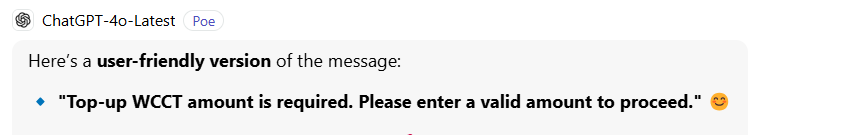 ChatGPT-4o-Latest Poe
Here's a user-friendly version of the message:
🔹 "Top-up WCCT amount is required. Please enter a valid amount to proceed." 😊